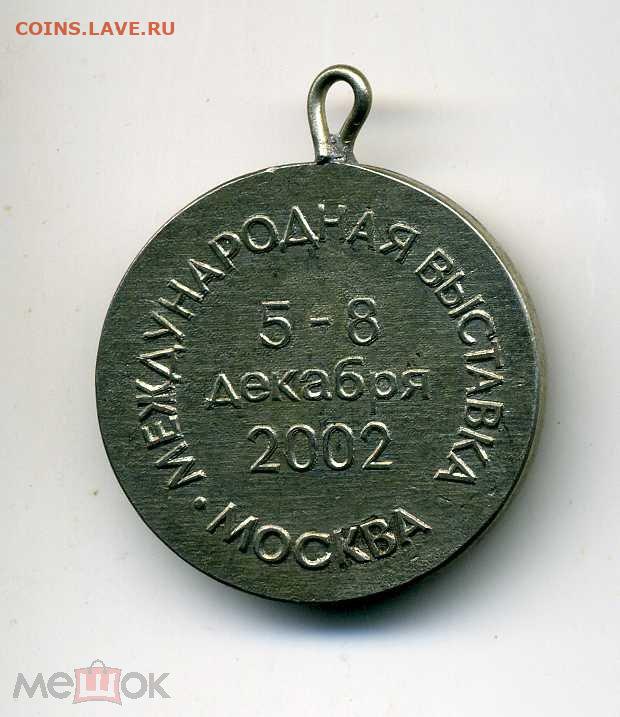 COINS.LAVE.RU
МЕЖДУНАРОДНАЯ ВЫСТАВКА
5-8
декабря
2002
• МОСКВА •
мешок